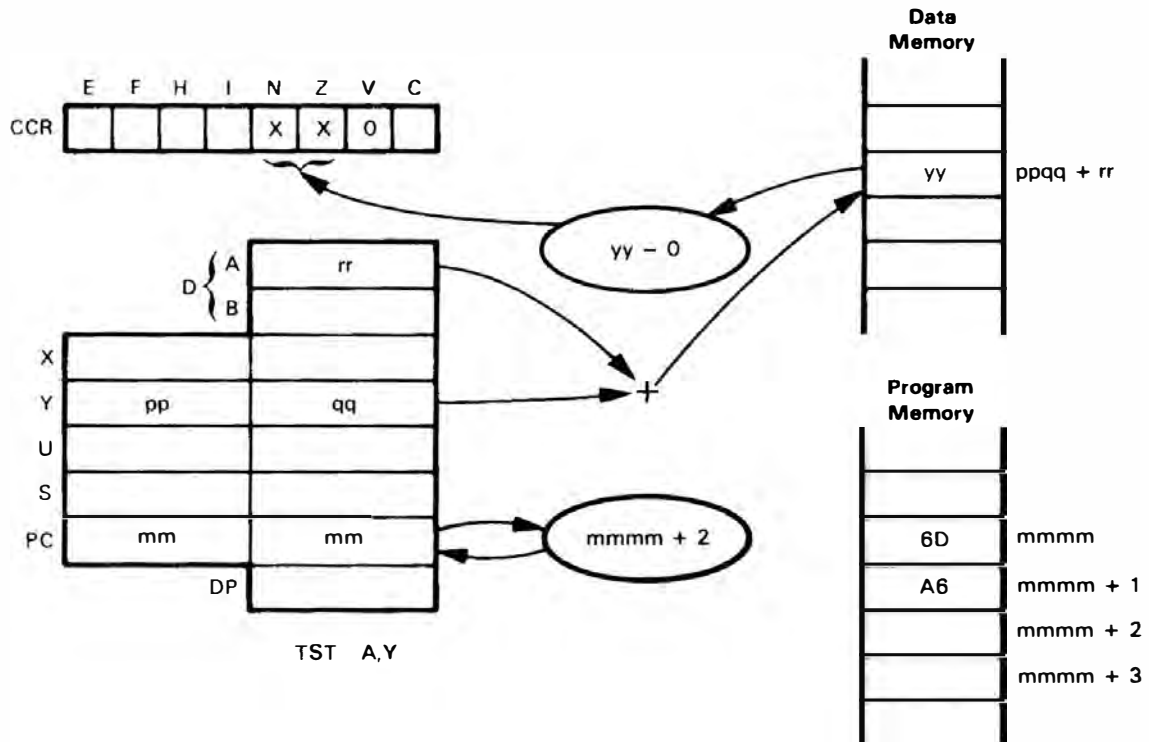 Data
Memory
E F H I N Z V C
CCR X X 0
yy ppqq + rr
yy – 0
D { A rr
B
X
Y pp qq
+
U
S
PC mm mm
mmmm + 2
DP
TST A,Y
Program
Memory
6D mmmm
A6 mmmm + 1
mmmm + 2
mmmm + 3